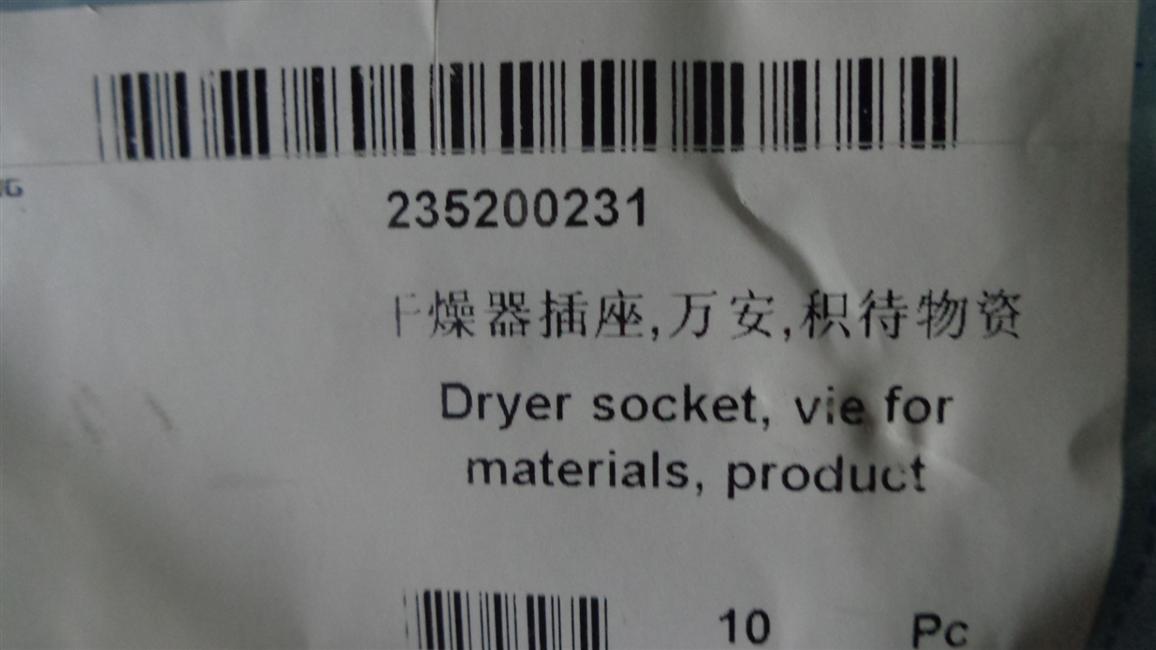 235200231
干燥器插座,万安,积待物资
Dryer socket, vie for
materials, product
10 Pc